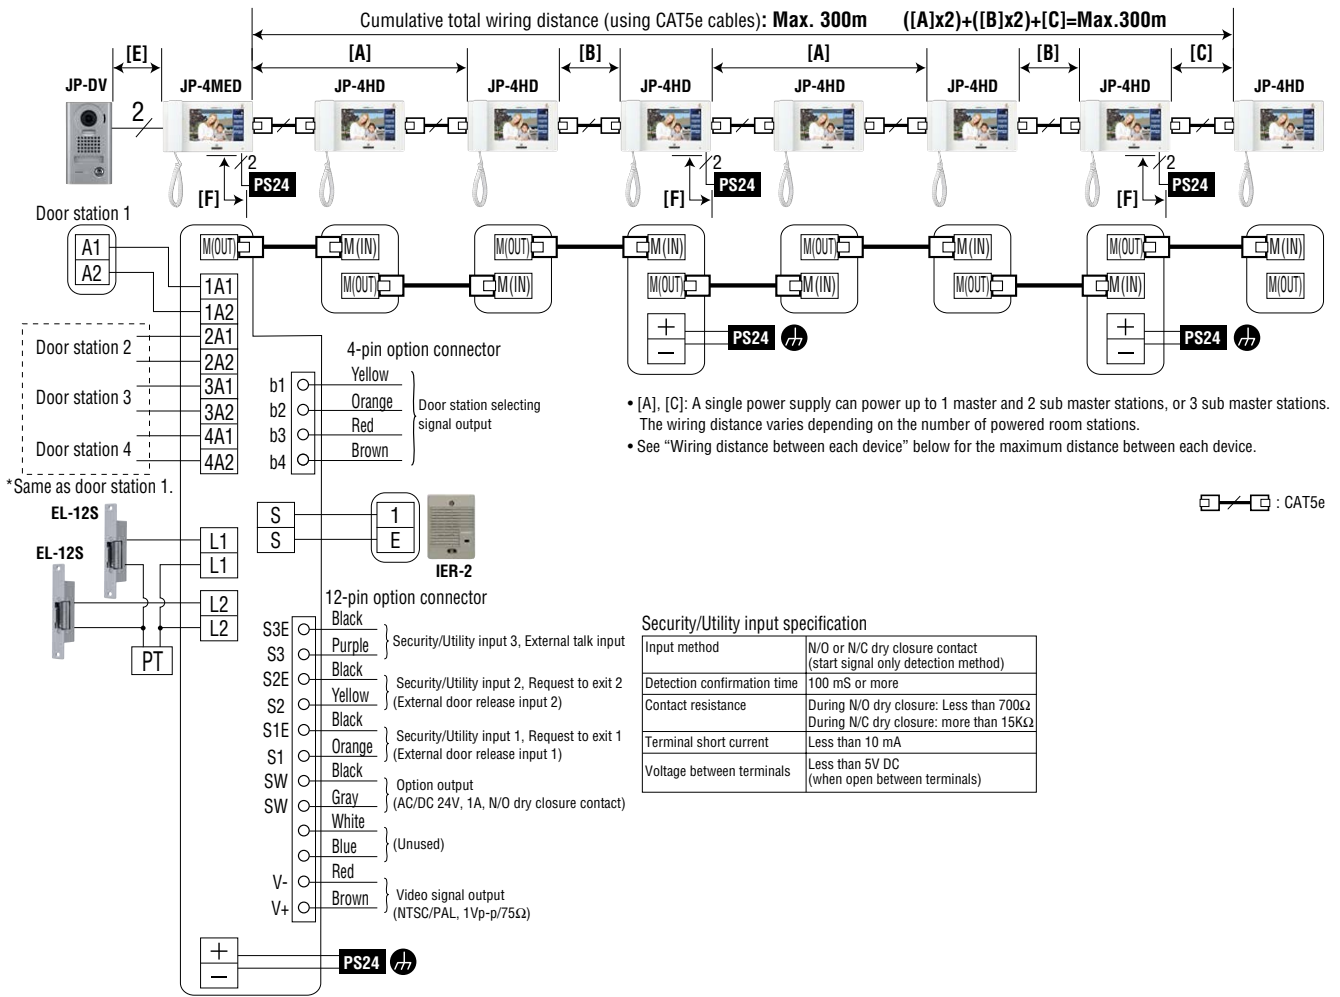 Cumulative total wiring distance (using CAT5e cables): Max. 300m ([A]x2)+([B]x2)+[C]=Max.300m
[E] [A] [B] [A] [B] [C]
JP-DV JP-4MED JP-4HD JP-4HD JP-4HD JP-4HD JP-4HD JP-4HD JP-4HD
2
2 2 2
PS24 PS24 PS24
[F] [F] [F]
Door station 1
A1
A2
M(OUT) M(IN) M(OUT) M(IN) M(OUT) M(IN) M(OUT) M(IN)
M(OUT) M(IN) M(OUT) M(IN) M(OUT) M(IN) M(OUT)
+
−
PS24
+
−
PS24
1A1
1A2
2A1
2A2
3A1
3A2
4A1
4A2
Door station 2
Door station 3
Door station 4
*Same as door station 1.
4-pin option connector
b1 Yellow
b2 Orange
b3 Red
b4 Brown
Door station selecting
signal output
• [A], [C]: A single power supply can power up to 1 master and 2 sub master stations, or 3 sub master stations.
The wiring distance varies depending on the number of powered room stations.
• See “Wiring distance between each device” below for the maximum distance between each device.
: CAT5e
EL-12S
EL-12S
L1
L1
L2
L2
PT
S 1
S E
IER-2
12-pin option connector
S3E Black
S3 Purple
Security/Utility input 3, External talk input
S2E Black
S2 Yellow
Security/Utility input 2, Request to exit 2
(External door release input 2)
S1E Black
S1 Orange
Security/Utility input 1, Request to exit 1
(External door release input 1)
SW Black
SW Gray
Option output
(AC/DC 24V, 1A, N/O dry closure contact)
White
Blue
(Unused)
V- Red
V+ Brown
Video signal output
(NTSC/PAL, 1Vp-p/75Ω)
+
−
PS24
Security/Utility input specification
Input method N/O or N/C dry closure contact
(start signal only detection method)
Detection confirmation time 100 mS or more
Contact resistance During N/O dry closure: Less than 700Ω
During N/C dry closure: more than 15KΩ
Terminal short current Less than 10 mA
Voltage between terminals Less than 5V DC
(when open between terminals)